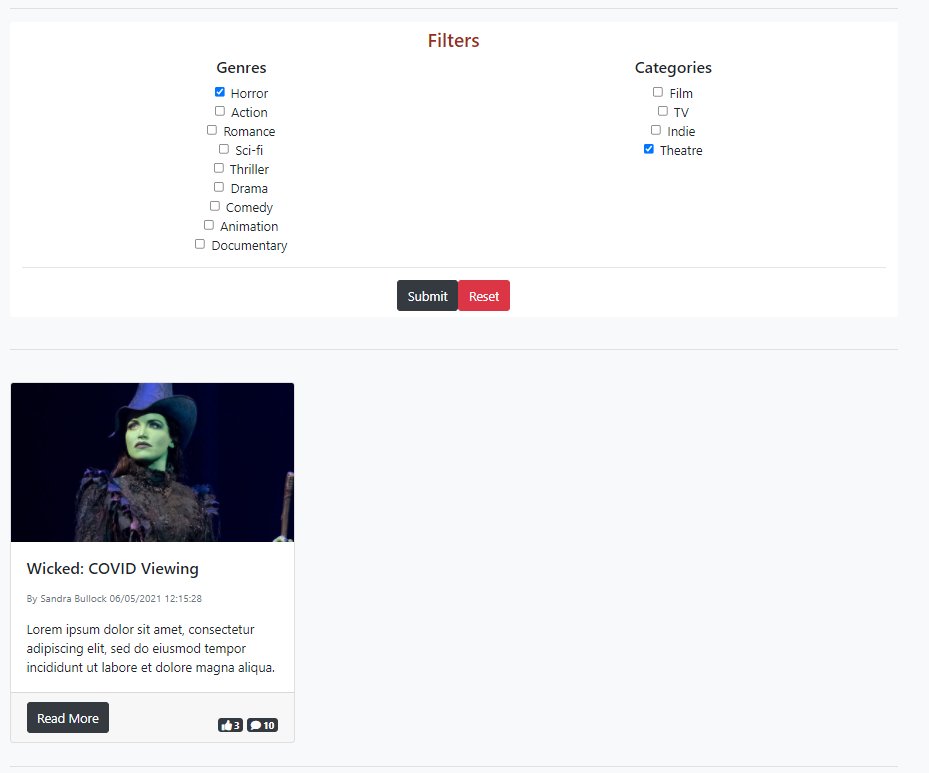 Filters
Genres
Horror
Action
Romance
Sci-fi
Thriller
Drama
Comedy
Animation
Documentary
Categories
Film
TV
Indie
Theatre
Submit Reset
Wicked: COVID Viewing
By Sandra Bullock 06/05/2021 12:15:28
Lorem ipsum dolor sit amet, consectetur
adipiscing elit, sed do eiusmod tempor
incididunt ut labore et dolore magna aliqua.
Read More 3 10